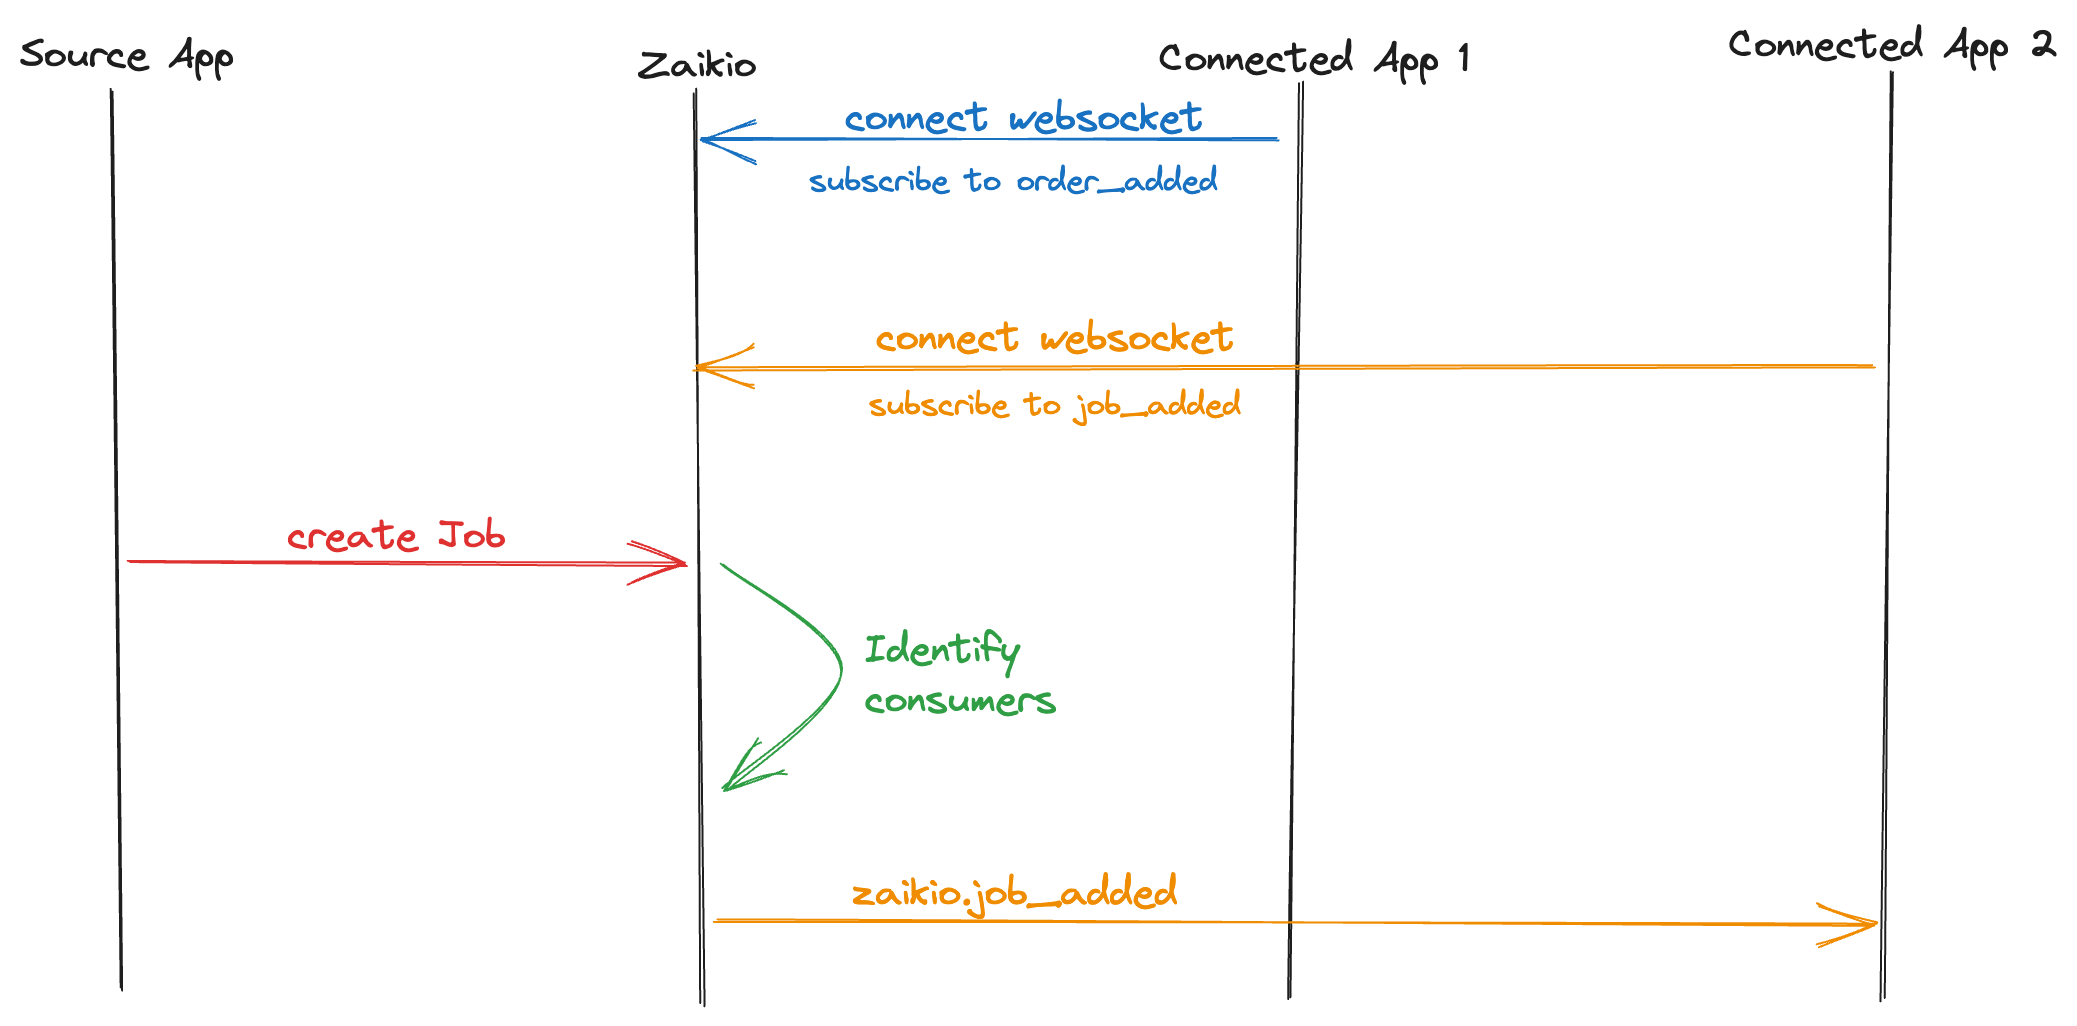 Source App
Zaikio
Connected App 1
Connected App 2
connect websocket
subscribe to order_added
connect websocket
subscribe to job_added
create Job
Identify
consumers
zaikio.job_added